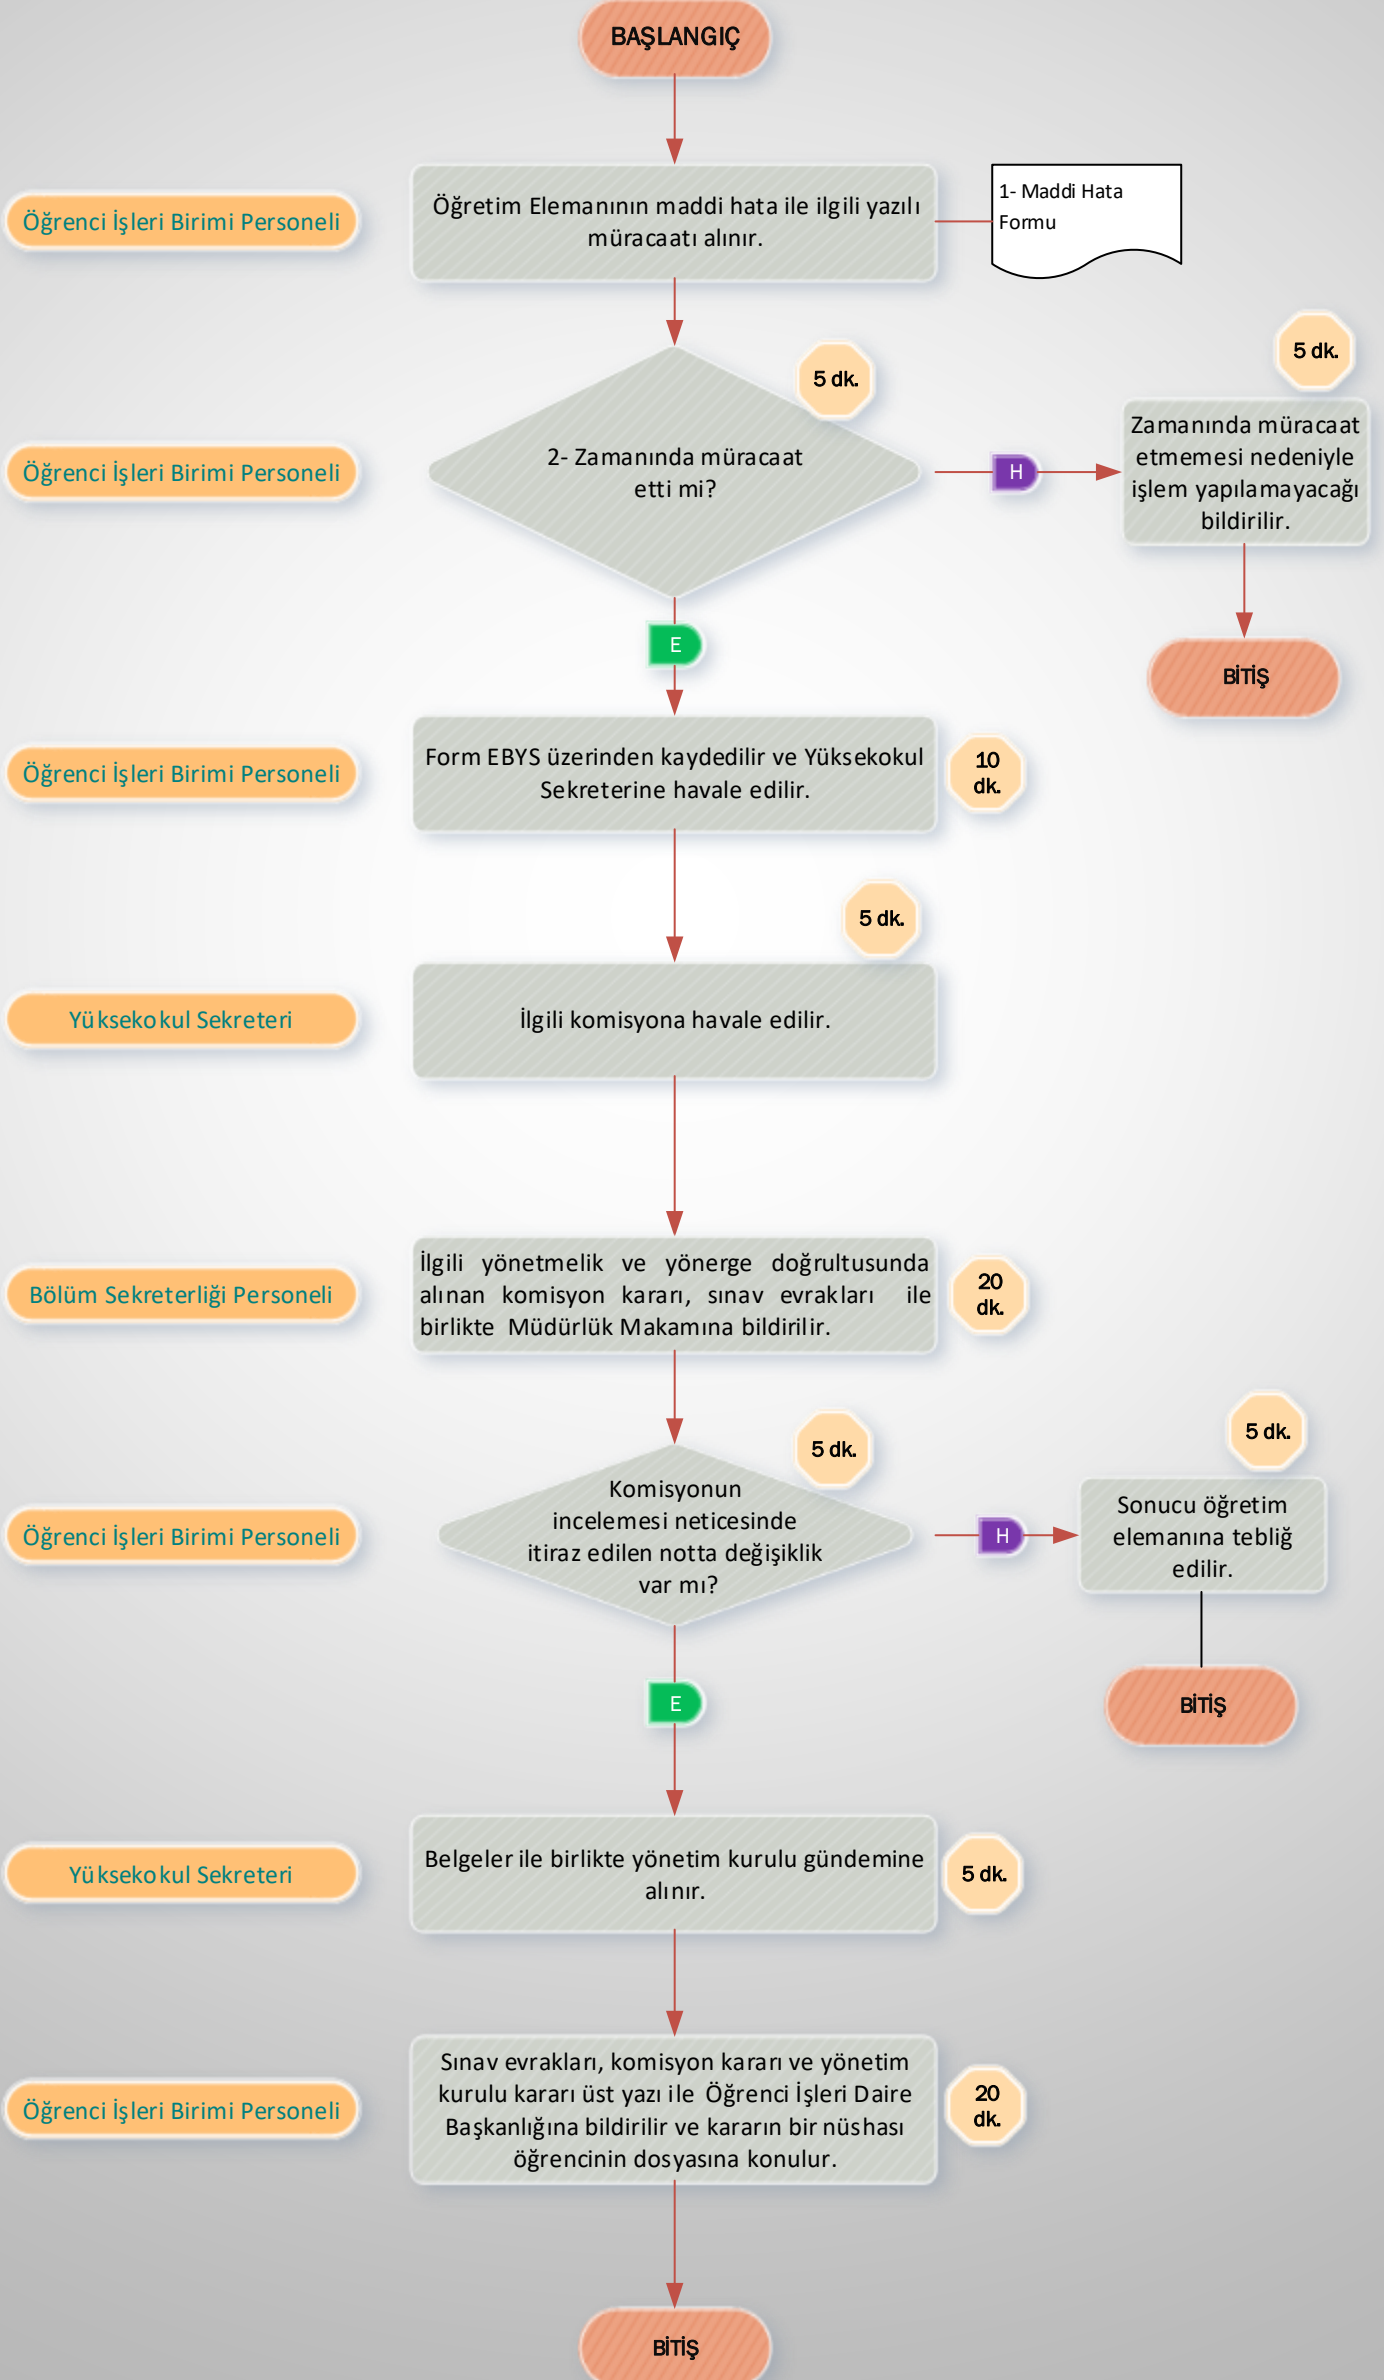 BAŞLANGIÇ
Öğrenci İşleri Birimi Personeli
Öğretim Elemanının maddi hata ile ilgili yazılı
müracaatı alınır.
1- Maddi Hata
Formu
5 dk.
5 dk.
Öğrenci İşleri Birimi Personeli
2- Zamanında müracaat
etti mi?
H
Zamanında müracaat
etmemesi nedeniyle
işlem yapılamayacağı
bildirilir.
E
BİTİŞ
Öğrenci İşleri Birimi Personeli
Form EBYS üzerinden kaydedilir ve Yüksekokul
Sekreterine havale edilir.
10
dk.
5 dk.
Yüksekokul Sekreteri
İlgili komisyona havale edilir.
Bölüm Sekreterliği Personeli
İlgili yönetmelik ve yönerge doğrultusunda
alınan komisyon kararı, sınav evrakları ile
birlikte Müdürlük Makamına bildirilir.
20
dk.
5 dk.
5 dk.
Öğrenci İşleri Birimi Personeli
Komisyonun
incelemesi neticesinde
itiraz edilen notta değişiklik
var mı?
H
Sonucu öğretim
elemanına tebliğ
edilir.
E
BİTİŞ
Yüksekokul Sekreteri
Belgeler ile birlikte yönetim kurulu gündemine
alınır.
5 dk.
Öğrenci İşleri Birimi Personeli
Sınav evrakları, komisyon kararı ve yönetim
kurulu kararı üst yazı ile Öğrenci İşleri Daire
Başkanlığına bildirilir ve kararın bir nüshası
öğrencinin dosyasına konulur.
20
dk.
BİTİŞ